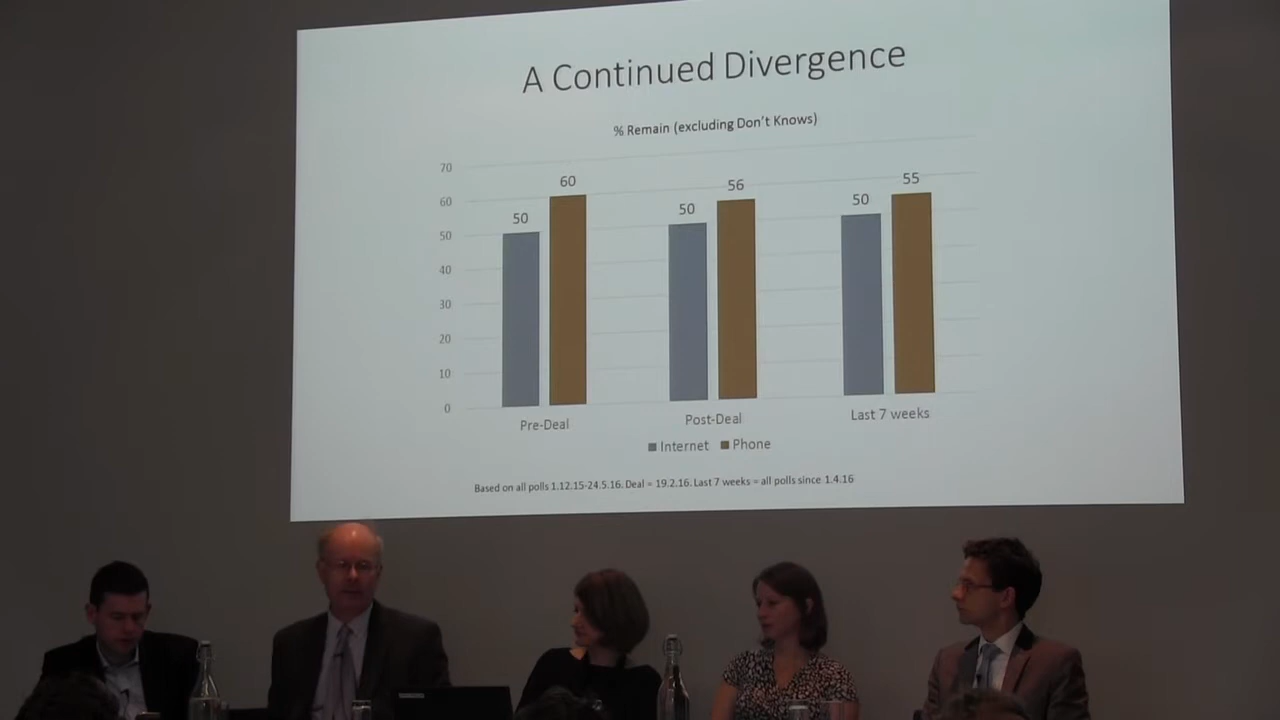 A Continued Divergence
% Remain (excluding Don't Knows)
70
60
50
40
30
20
10
0
50
60
50
56
50
55
Pre-Deal
Post-Deal
Last 7 weeks
Internet
Phone
Based on all polls 1.12.15-24.5.16. Deal = 19.2.16. Last 7 weeks = all polls since 1.4.16